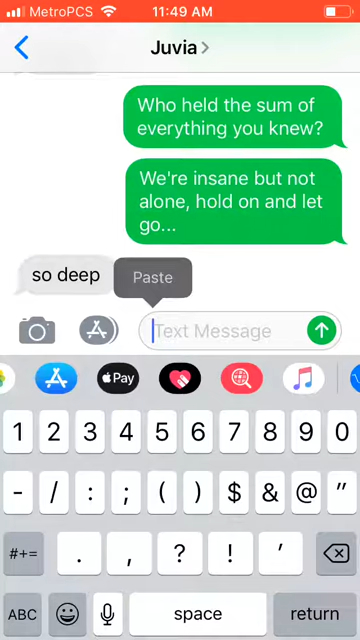 MetroPCS 11:49 AM
Juvia
Who held the sum of
everything you knew?
We're insane but not
alone, hold on and let
go...
so deep
Paste
Text Message
Pay
1 2 3 4 5 6 7 8 9 0
- / : ; ( ) $ & @ "
#+= . , ? ! '
ABC space return